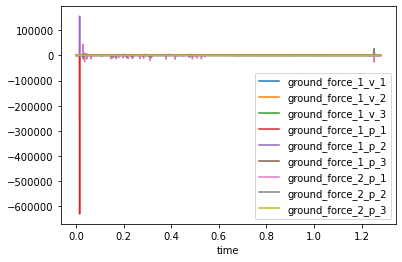 100000
0
−100000
−200000
−300000
−400000
−500000
−600000
0.0 0.2 0.4 0.6 0.8 1.0 1.2
time
ground_force_1_v_1
ground_force_1_v_2
ground_force_1_v_3
ground_force_1_p_1
ground_force_1_p_2
ground_force_1_p_3
ground_force_2_p_1
ground_force_2_p_2
ground_force_2_p_3